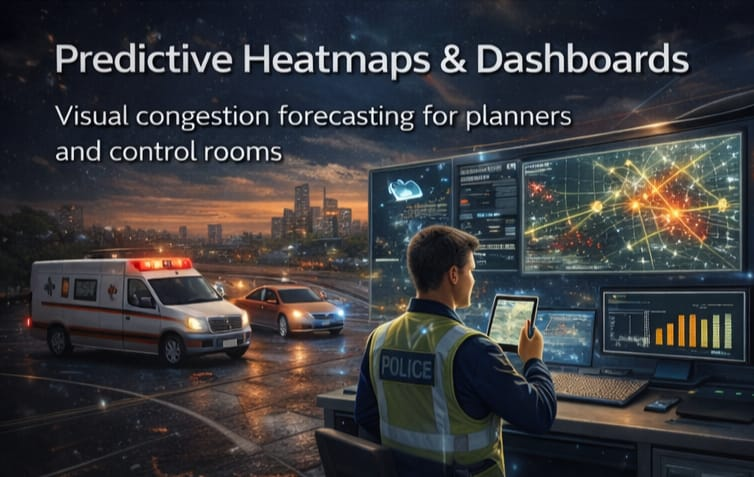 Predictive Heatmaps & Dashboards
Visual congestion forecasting for planners
and control rooms
POLICE